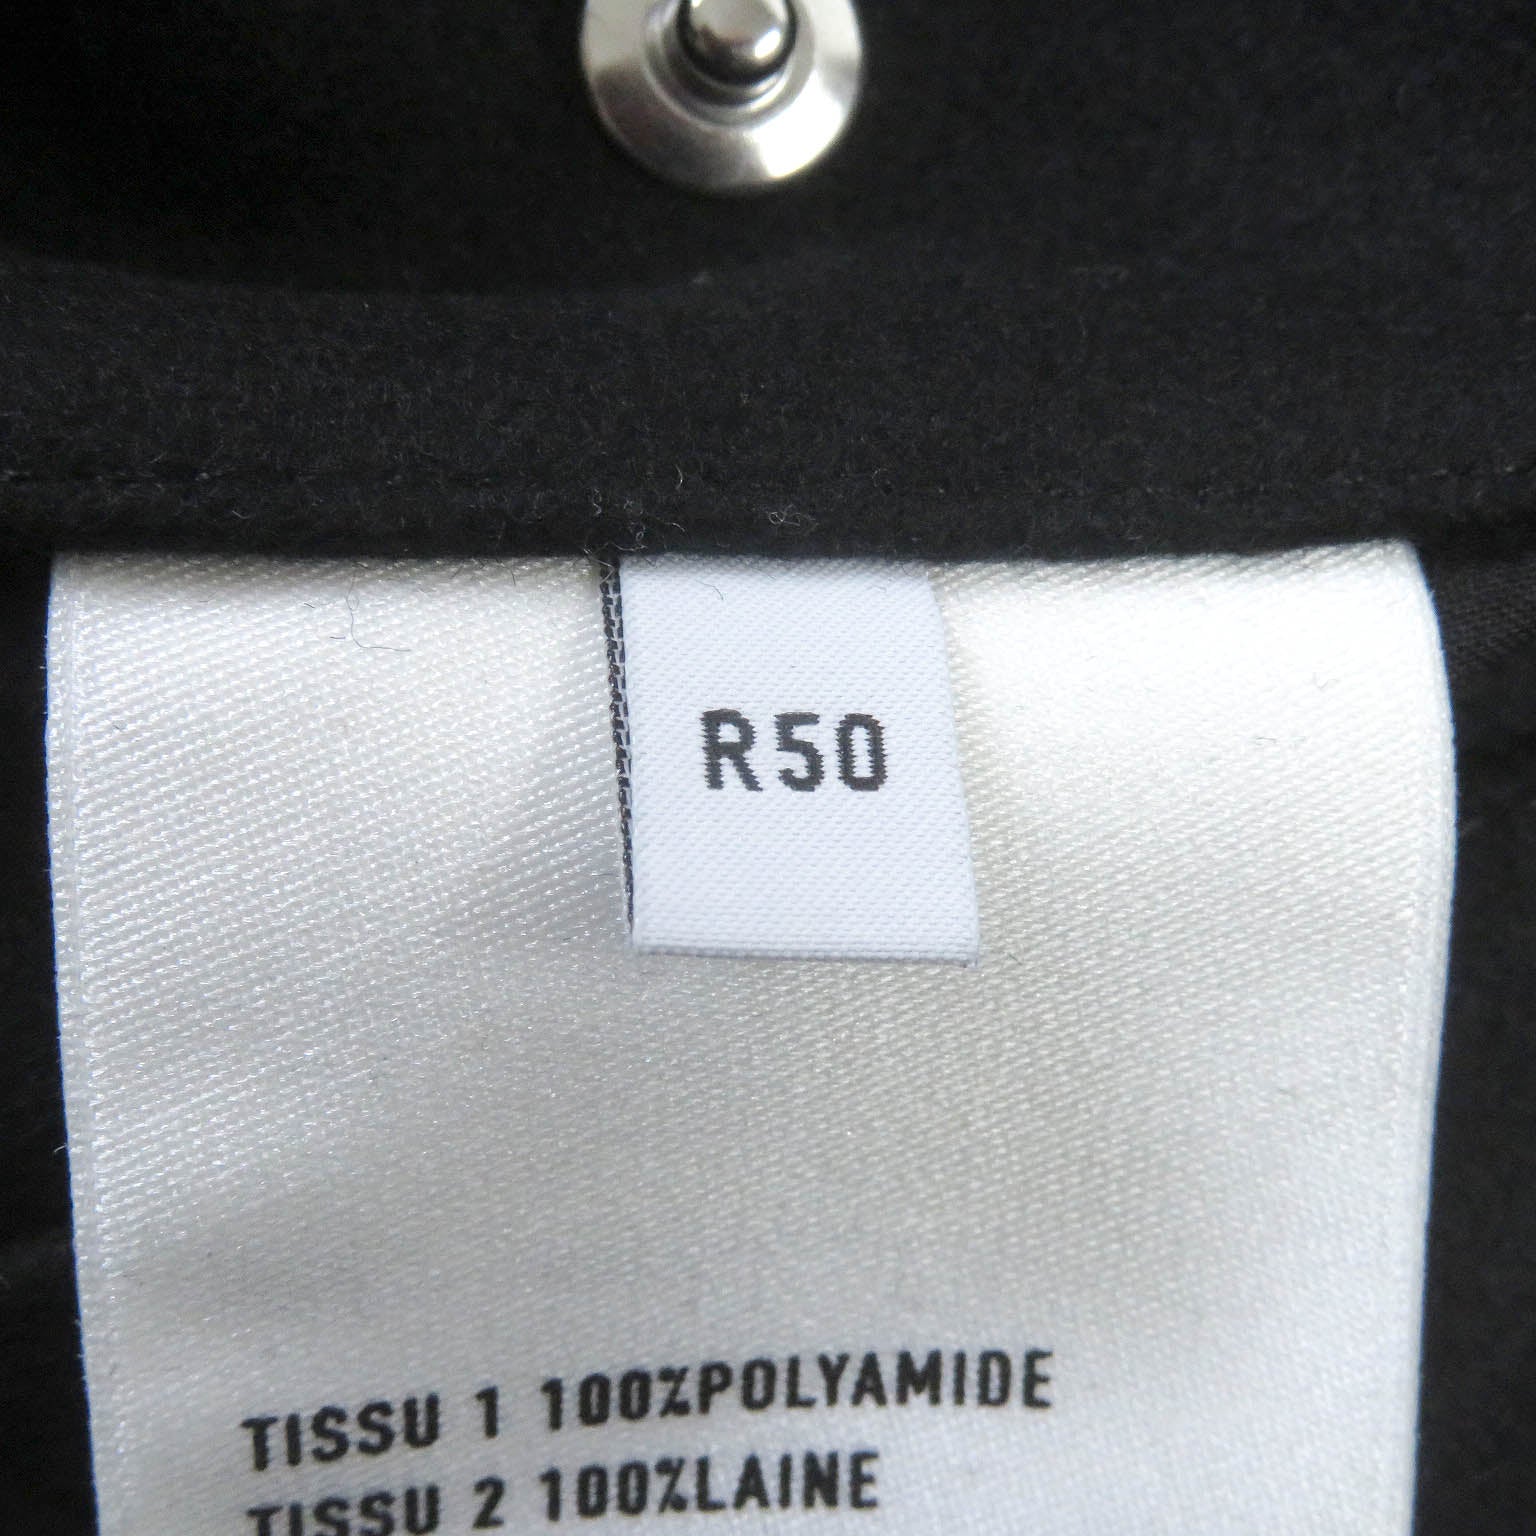 R50
TISSU 1 100%POLYAMIDE
TISSU 2 100%LAINE